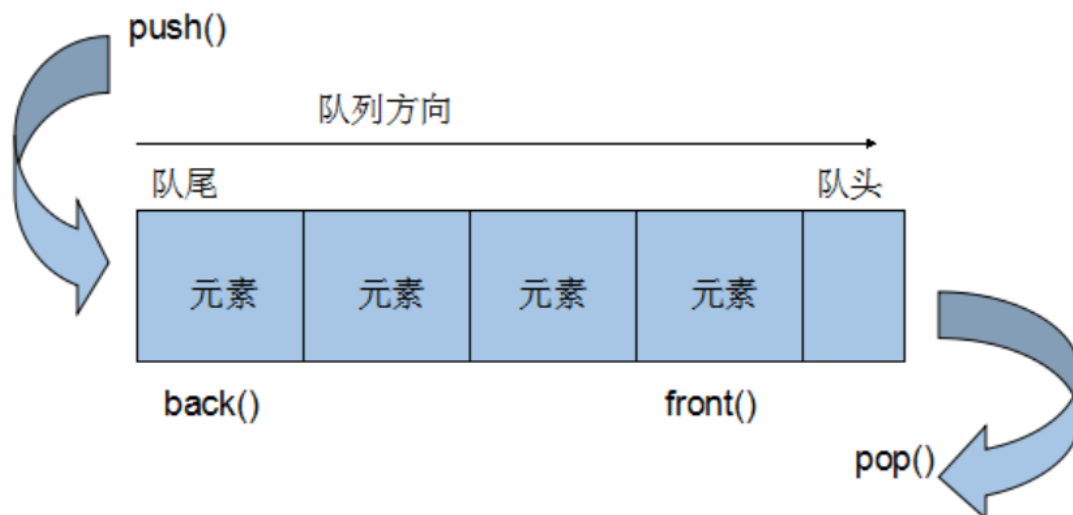 push()
队列方向
队尾 队头
元素 元素 元素 元素
back() front()
pop()